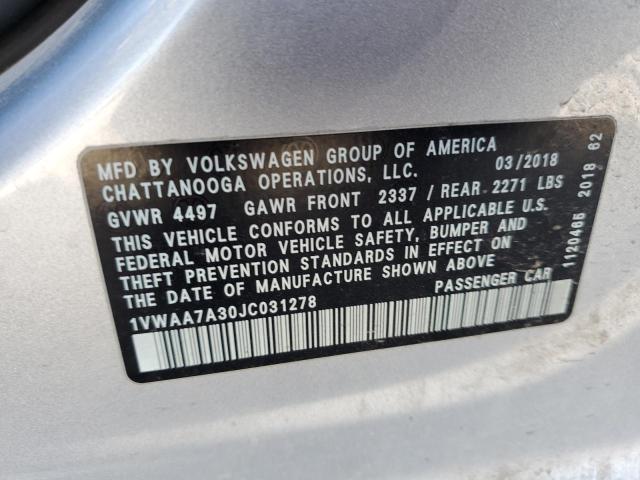 MFD BY VOLKSWAGEN GROUP OF AMERICA
CHATTANOOGA OPERATIONS, LLC. 03/2018
GVWR 4497 GAWR FRONT 2337 / REAR 2271 LBS
THIS VEHICLE CONFORMS TO ALL APPLICABLE U.S.
FEDERAL MOTOR VEHICLE SAFETY, BUMPER AND
THEFT PREVENTION STANDARDS IN EFFECT ON
THE DATE OF MANUFACTURE SHOWN ABOVE
1VWAA7A30JC031278 PASSENGER CAR
1120465 2018 62